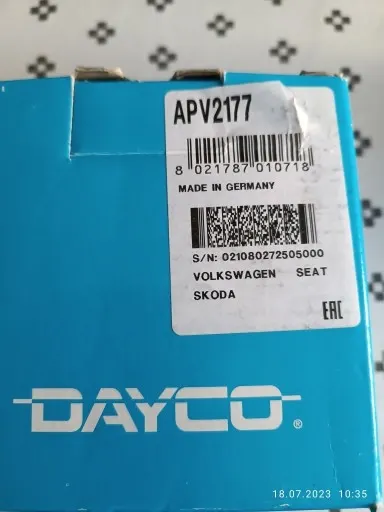 APV2177
8 021787 010718
MADE IN GERMANY
S/N: 021080272505000
VOLKSWAGEN SEAT
SKODA
EAC
DAYCO®
18.07.2023 10:35